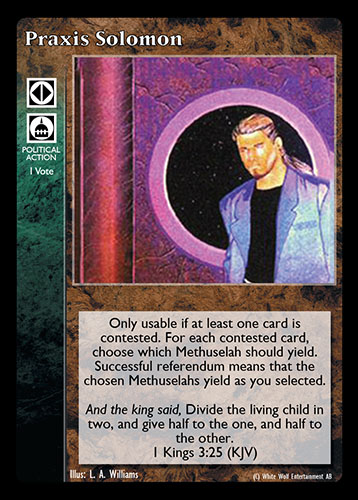 Praxis Solomon
POLITICAL
ACTION
1 Vote
Only usable if at least one card is
contested. For each contested card,
choose which Methuselah should yield.
Successful referendum means that the
chosen Methuselahs yield as you selected.
And the king said, Divide the living child in
two, and give half to the one, and half to
the other.
1 Kings 3:25 (KJV)
Illus: L. A. Williams
(C) White Wolf Entertainment AB